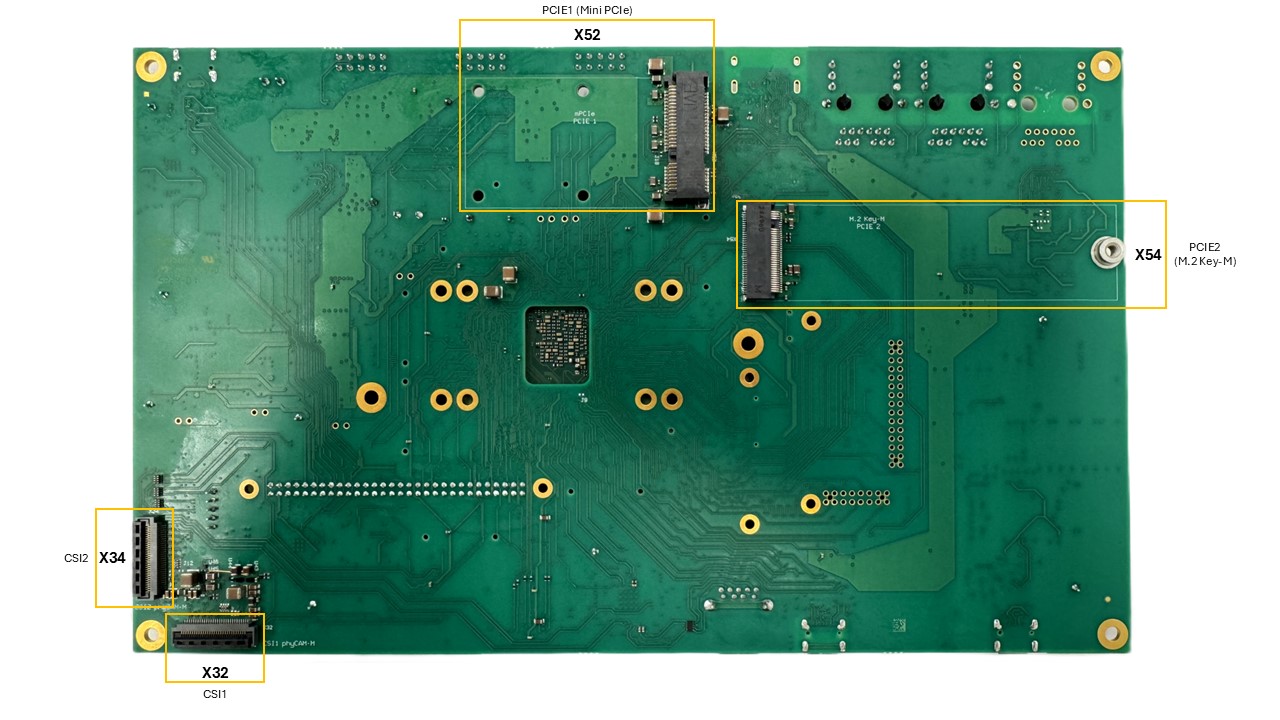 PCIE1 (Mini PCIe)
X52
mPCIe
PCIE 1
M.2 Key-M
PCIE 2
X54
PCIE2
(M.2 Key-M)
CSI2
X34
J12
CSI1 phyCAM-M
X32
CSI1